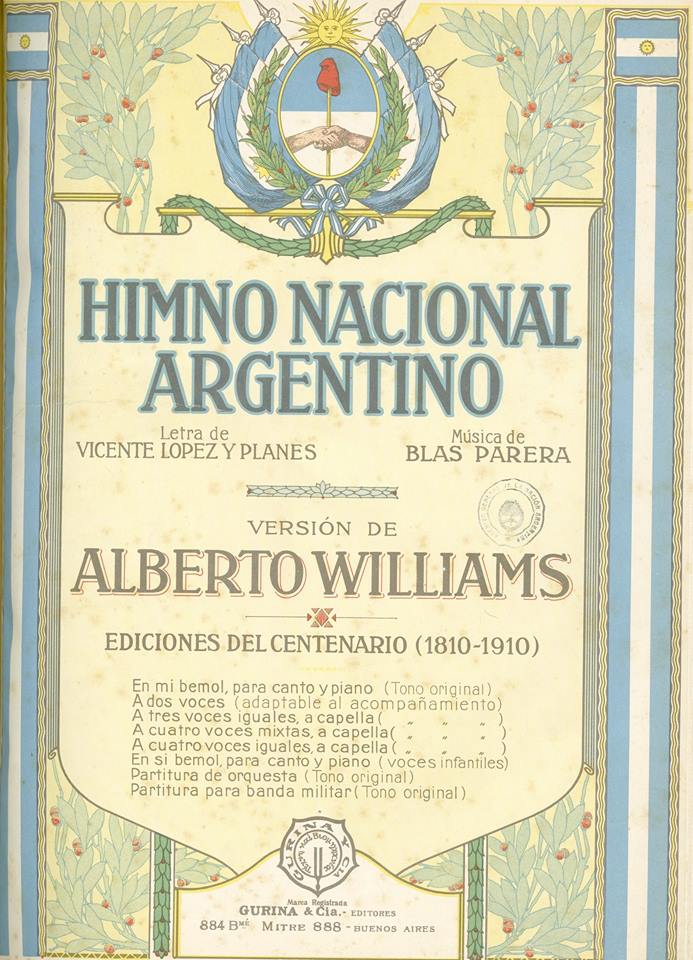 HIMNO NACIONAL
ARGENTINO
Letra de
VICENTE LOPEZ Y PLANES
Música de
BLAS PARERA
VERSIÓN DE
ALBERTO WILLIAMS
EDICIONES DEL CENTENARIO (1810-1910)
En mi bemol, para canto y piano (Tono original)
A dos voces (adaptable al acompañamiento)
A tres voces iguales, a capella ( „ „ „ )
A cuatro voces mixtas, a capella ( „ „ „ )
A cuatro voces iguales, a capella ( „ „ „ )
En si bemol, para canto y piano (voces infantiles)
Partitura de orquesta (Tono original)
Partitura para banda militar (Tono original)
GURINA Y CIA
Marca Registrada
GURINA & Cia.- EDITORES
884 Bmé MITRE 888 - BUENOS AIRES